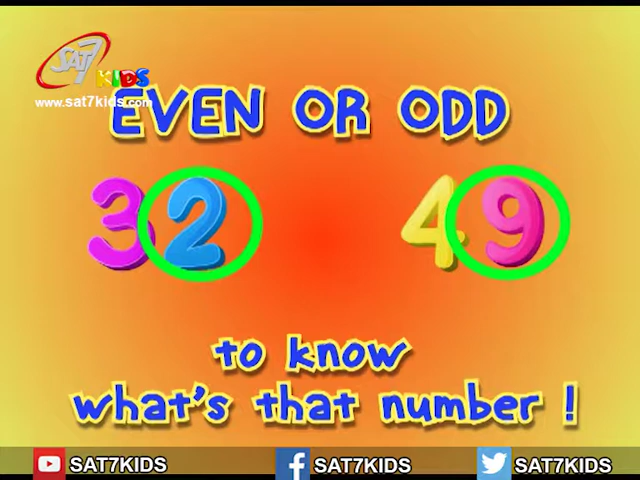 SAT7
KIDS
www.sat7kids.com
EVEN OR ODD
32 49
to know
what's that number !
SAT7KIDS SAT7KIDS SAT7KIDS